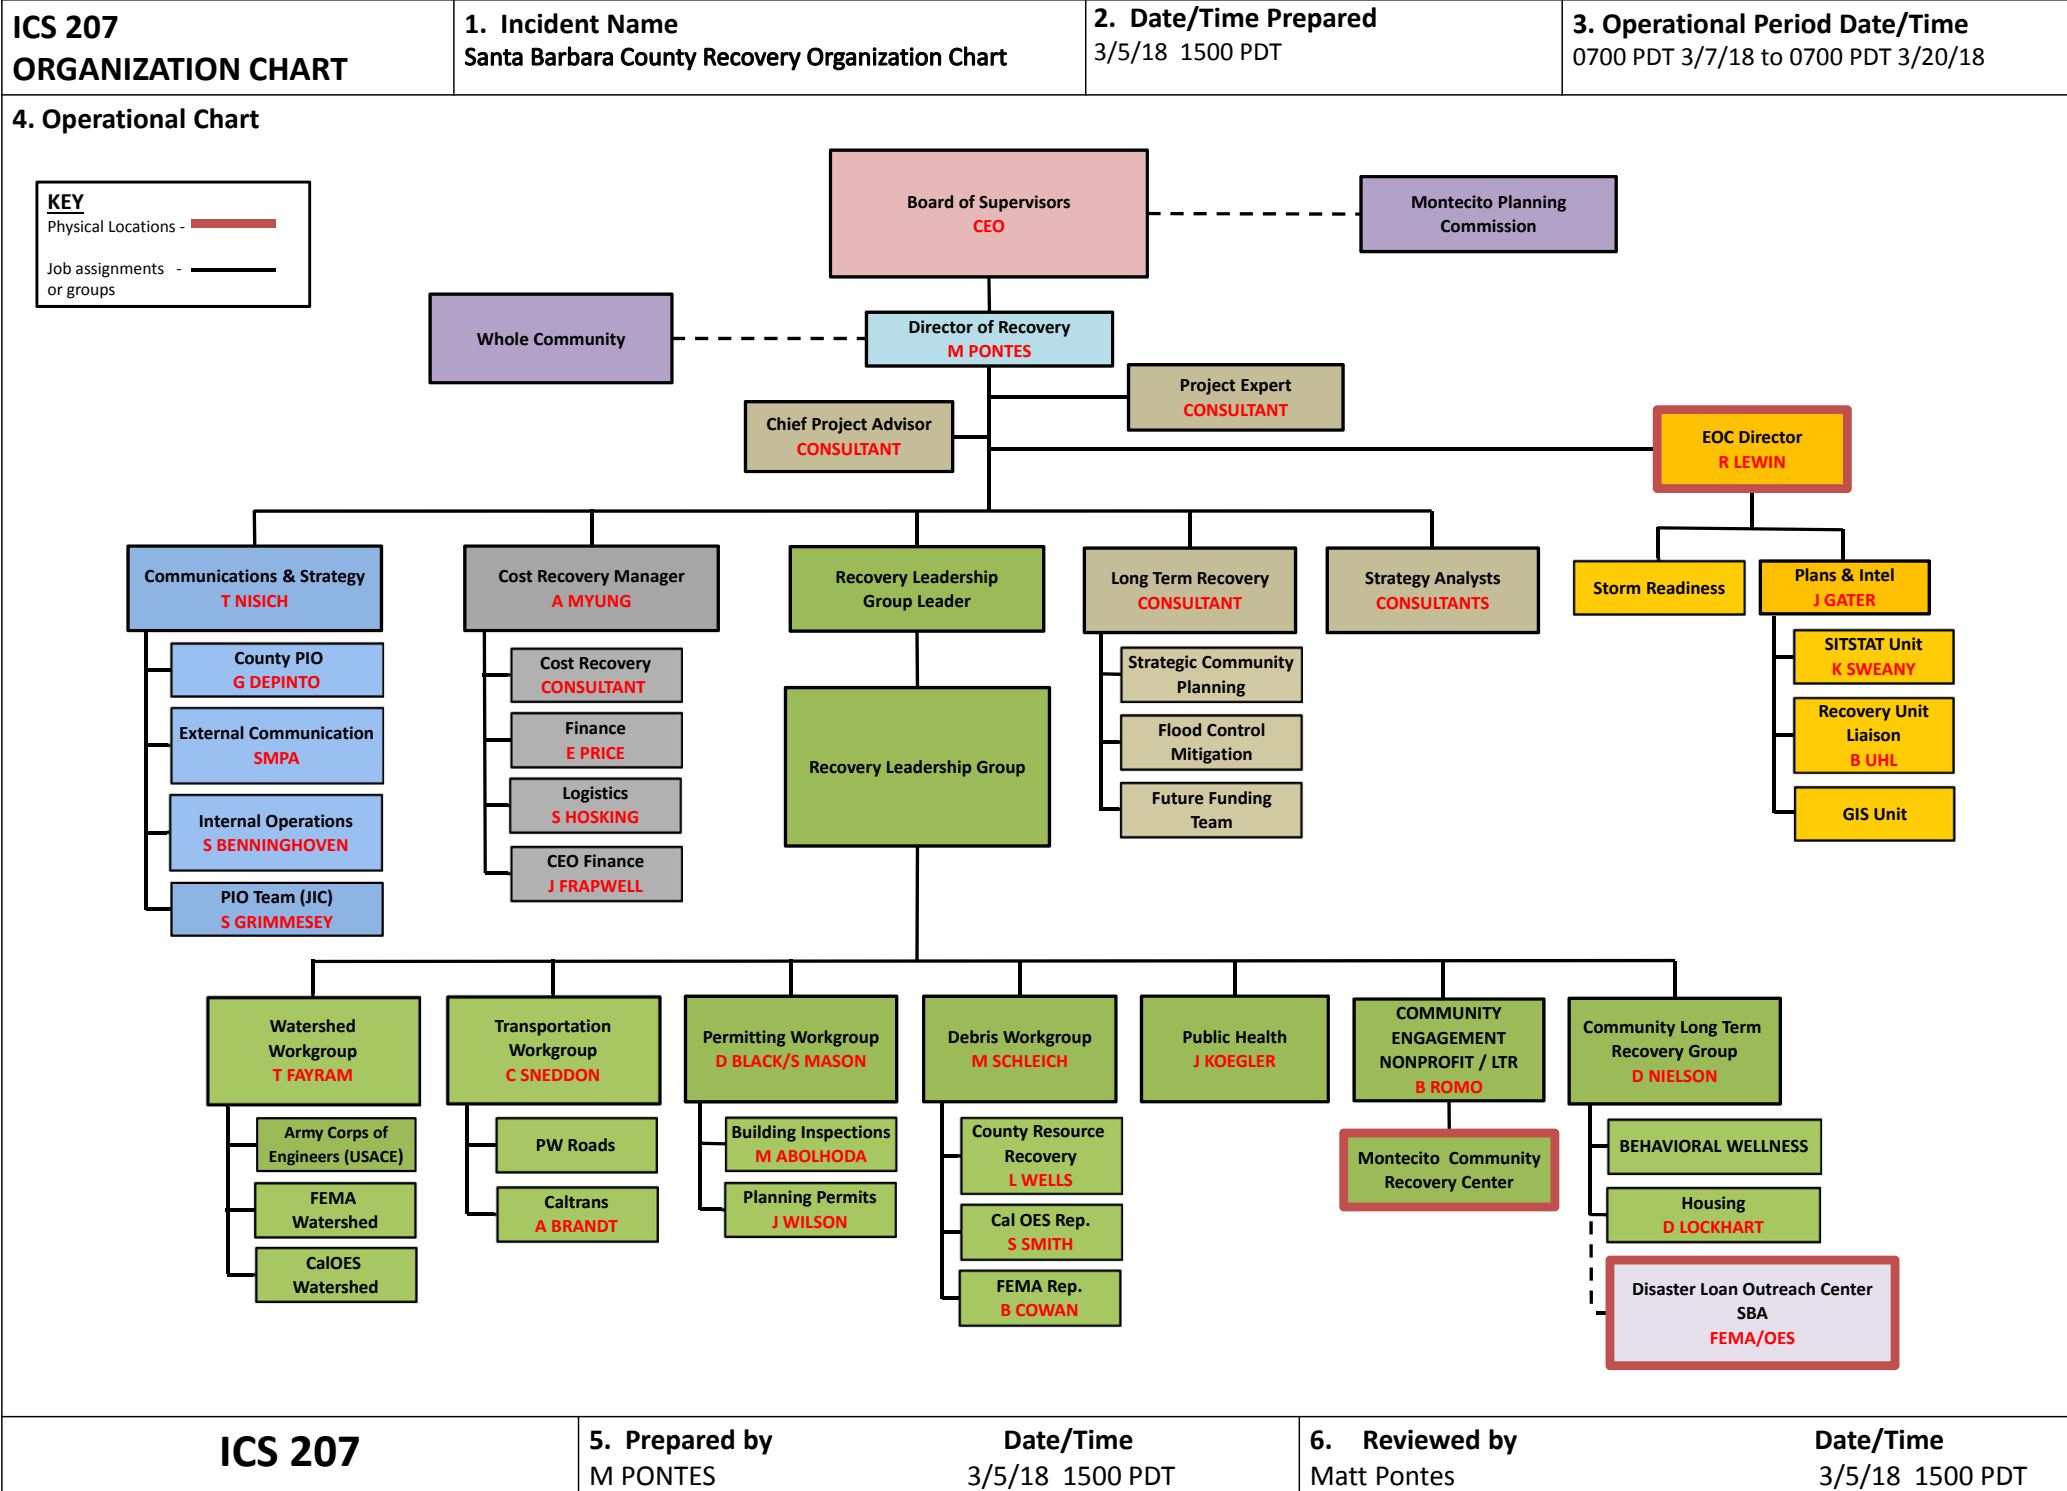 ICS 207
ORGANIZATION CHART
1. Incident Name
Santa Barbara County Recovery Organization Chart
2. Date/Time Prepared
3/5/18 1500 PDT
3. Operational Period Date/Time
0700 PDT 3/7/18 to 0700 PDT 3/20/18
4. Operational Chart
KEY
Physical Locations -
Job assignments -
or groups
Board of Supervisors
CEO
Montecito Planning
Commission
Whole Community
Director of Recovery
M PONTES
Project Expert
CONSULTANT
Chief Project Advisor
CONSULTANT
EOC Director
R LEWIN
Communications & Strategy
T NISICH
County PIO
G DEPINTO
External Communication
SMPA
Internal Operations
S BENNINGHOVEN
PIO Team (JIC)
S GRIMMESEY
Cost Recovery Manager
A MYUNG
Cost Recovery
CONSULTANT
Finance
E PRICE
Logistics
S HOSKING
CEO Finance
J FRAPWELL
Recovery Leadership
Group Leader
Recovery Leadership Group
Long Term Recovery
CONSULTANT
Strategic Community
Planning
Flood Control
Mitigation
Future Funding
Team
Strategy Analysts
CONSULTANTS
Storm Readiness
Plans & Intel
J GATER
SITSTAT Unit
K SWEANY
Recovery Unit
Liaison
B UHL
GIS Unit
Watershed
Workgroup
T FAYRAM
Army Corps of
Engineers (USACE)
FEMA
Watershed
CalOES
Watershed
Transportation
Workgroup
C SNEDDON
PW Roads
Caltrans
A BRANDT
Permitting Workgroup
D BLACK/S MASON
Building Inspections
M ABOLHODA
Planning Permits
J WILSON
Debris Workgroup
M SCHLEICH
County Resource
Recovery
L WELLS
Cal OES Rep.
S SMITH
FEMA Rep.
B COWAN
Public Health
J KOEGLER
COMMUNITY
ENGAGEMENT
NONPROFIT / LTR
B ROMO
Montecito Community
Recovery Center
Community Long Term
Recovery Group
D NIELSON
BEHAVIORAL WELLNESS
Housing
D LOCKHART
Disaster Loan Outreach Center
SBA
FEMA/OES
ICS 207
5. Prepared by
M PONTES
Date/Time
3/5/18 1500 PDT
6. Reviewed by
Matt Pontes
Date/Time
3/5/18 1500 PDT